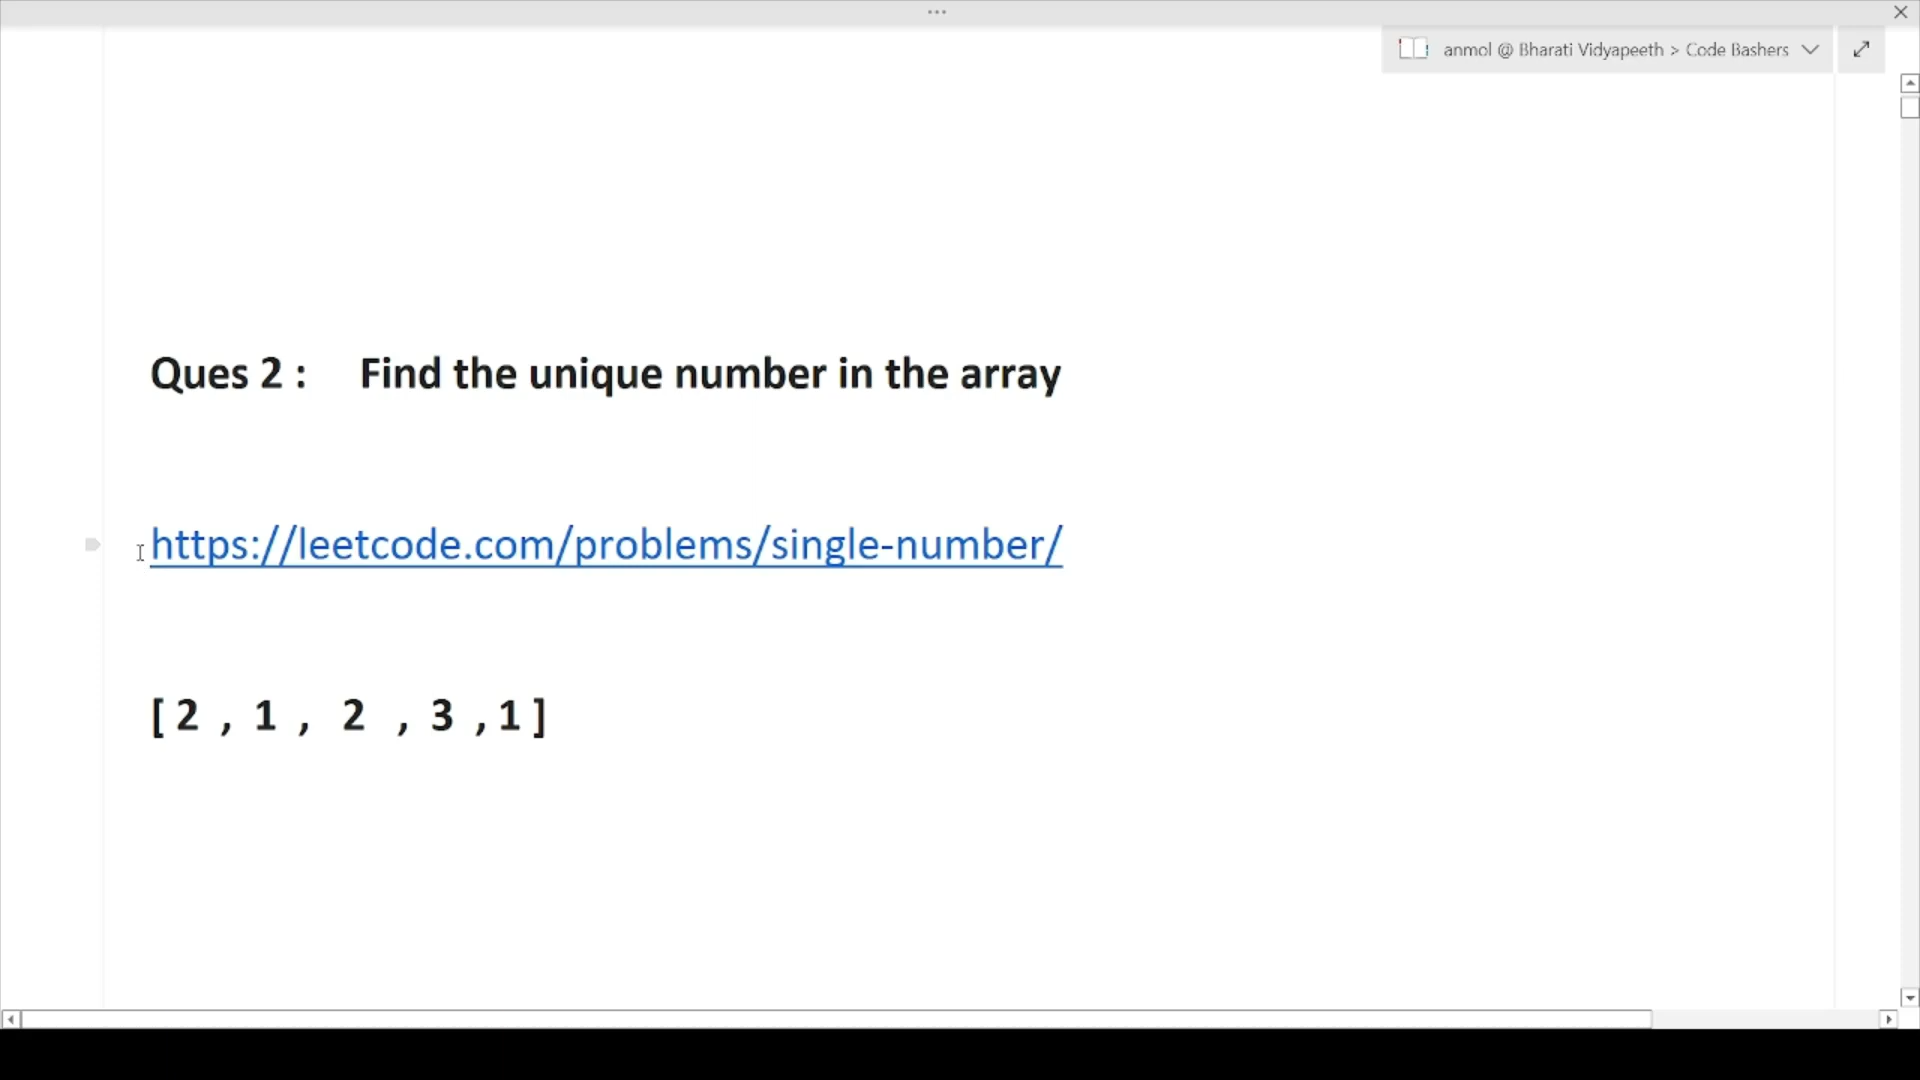 ...
anmol @ Bharati Vidyapeeth > Code Bashers
Ques 2 : Find the unique number in the array
https://leetcode.com/problems/single-number/
[ 2 , 1 , 2 , 3 , 1 ]